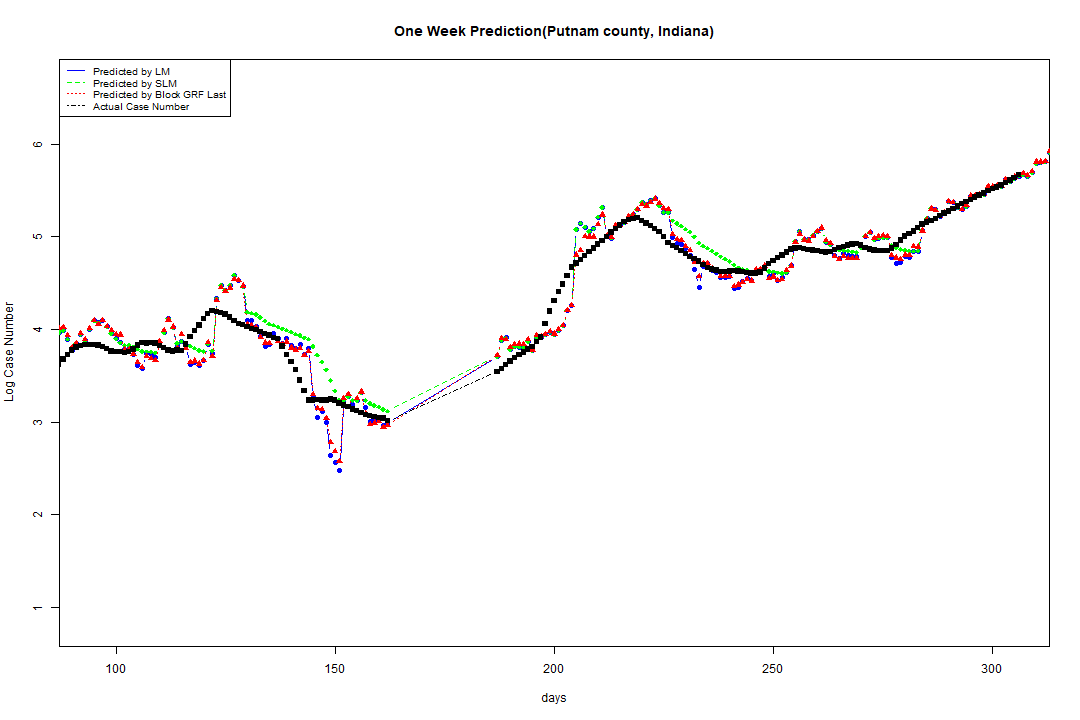 One Week Prediction(Putnam county, Indiana)
Predicted by LM
Predicted by SLM
Predicted by Block GRF Last
Actual Case Number
6
5
4
3
2
1
Log Case Number
100
150
200
250
300
days